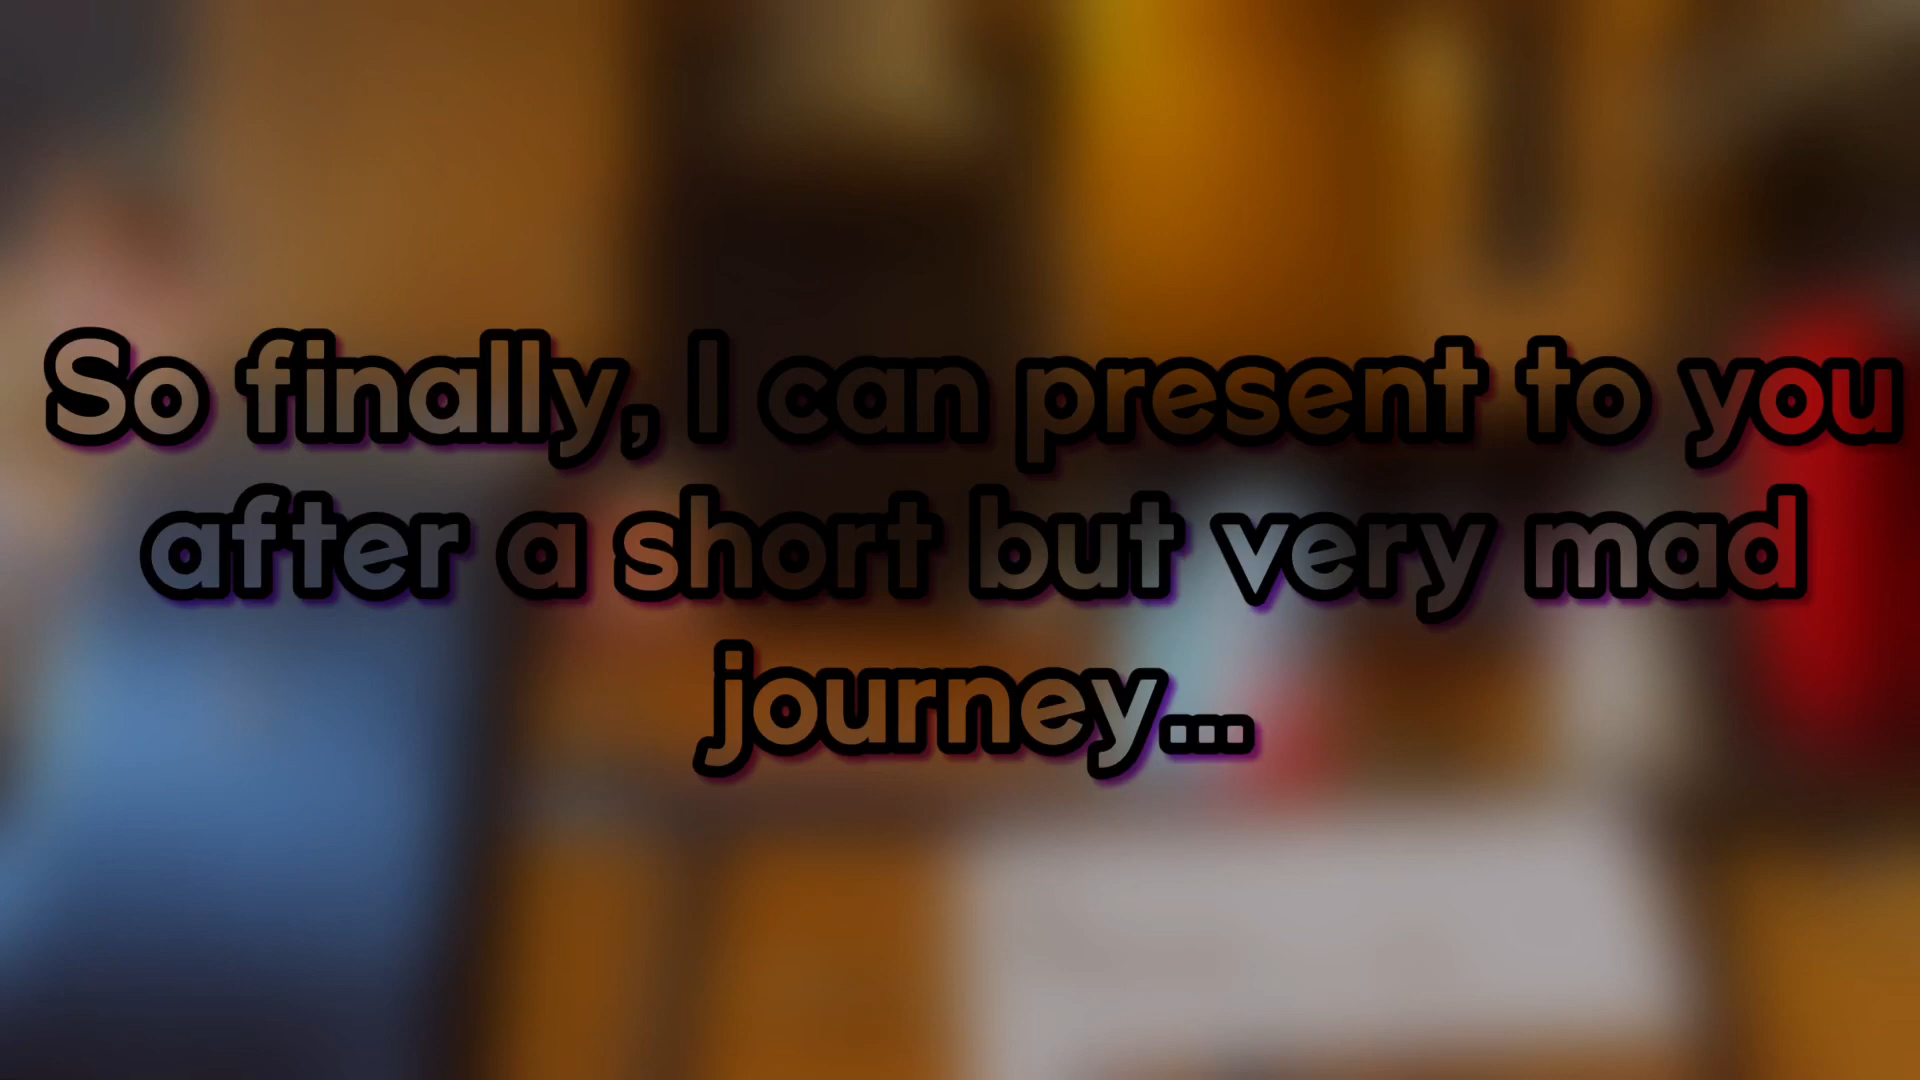 So finally, I can present to you
after a short but very mad
journey...